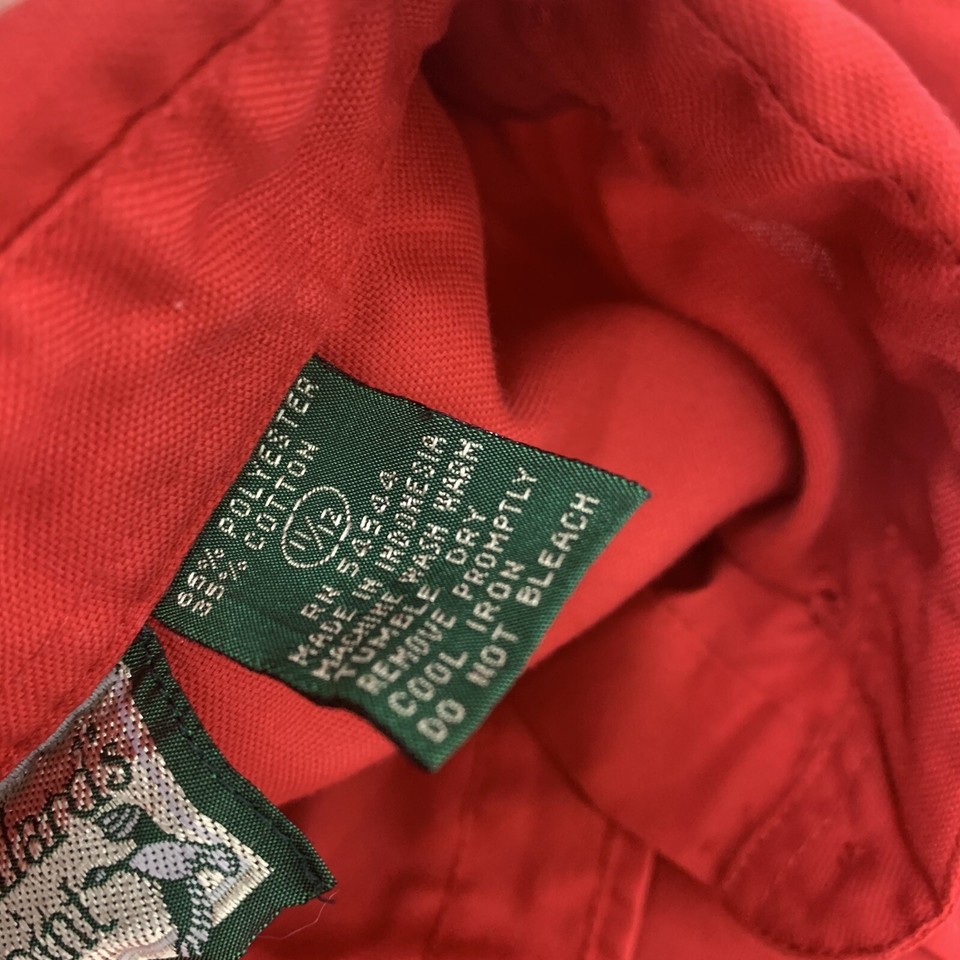 65% POLYESTER
35% COTTON
11/12
RN 54544
MADE IN INDONESIA
MACHINE WASH WARM
TUMBLE DRY
REMOVE PROMPTLY
COOL IRON
DO NOT BLEACH